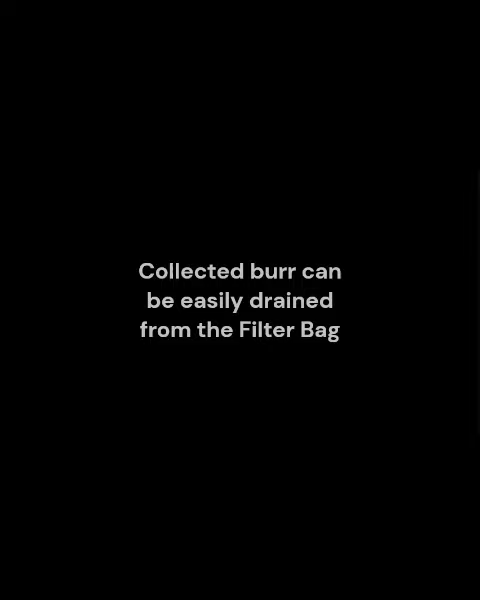 Collected burr can
be easily drained
from the Filter Bag